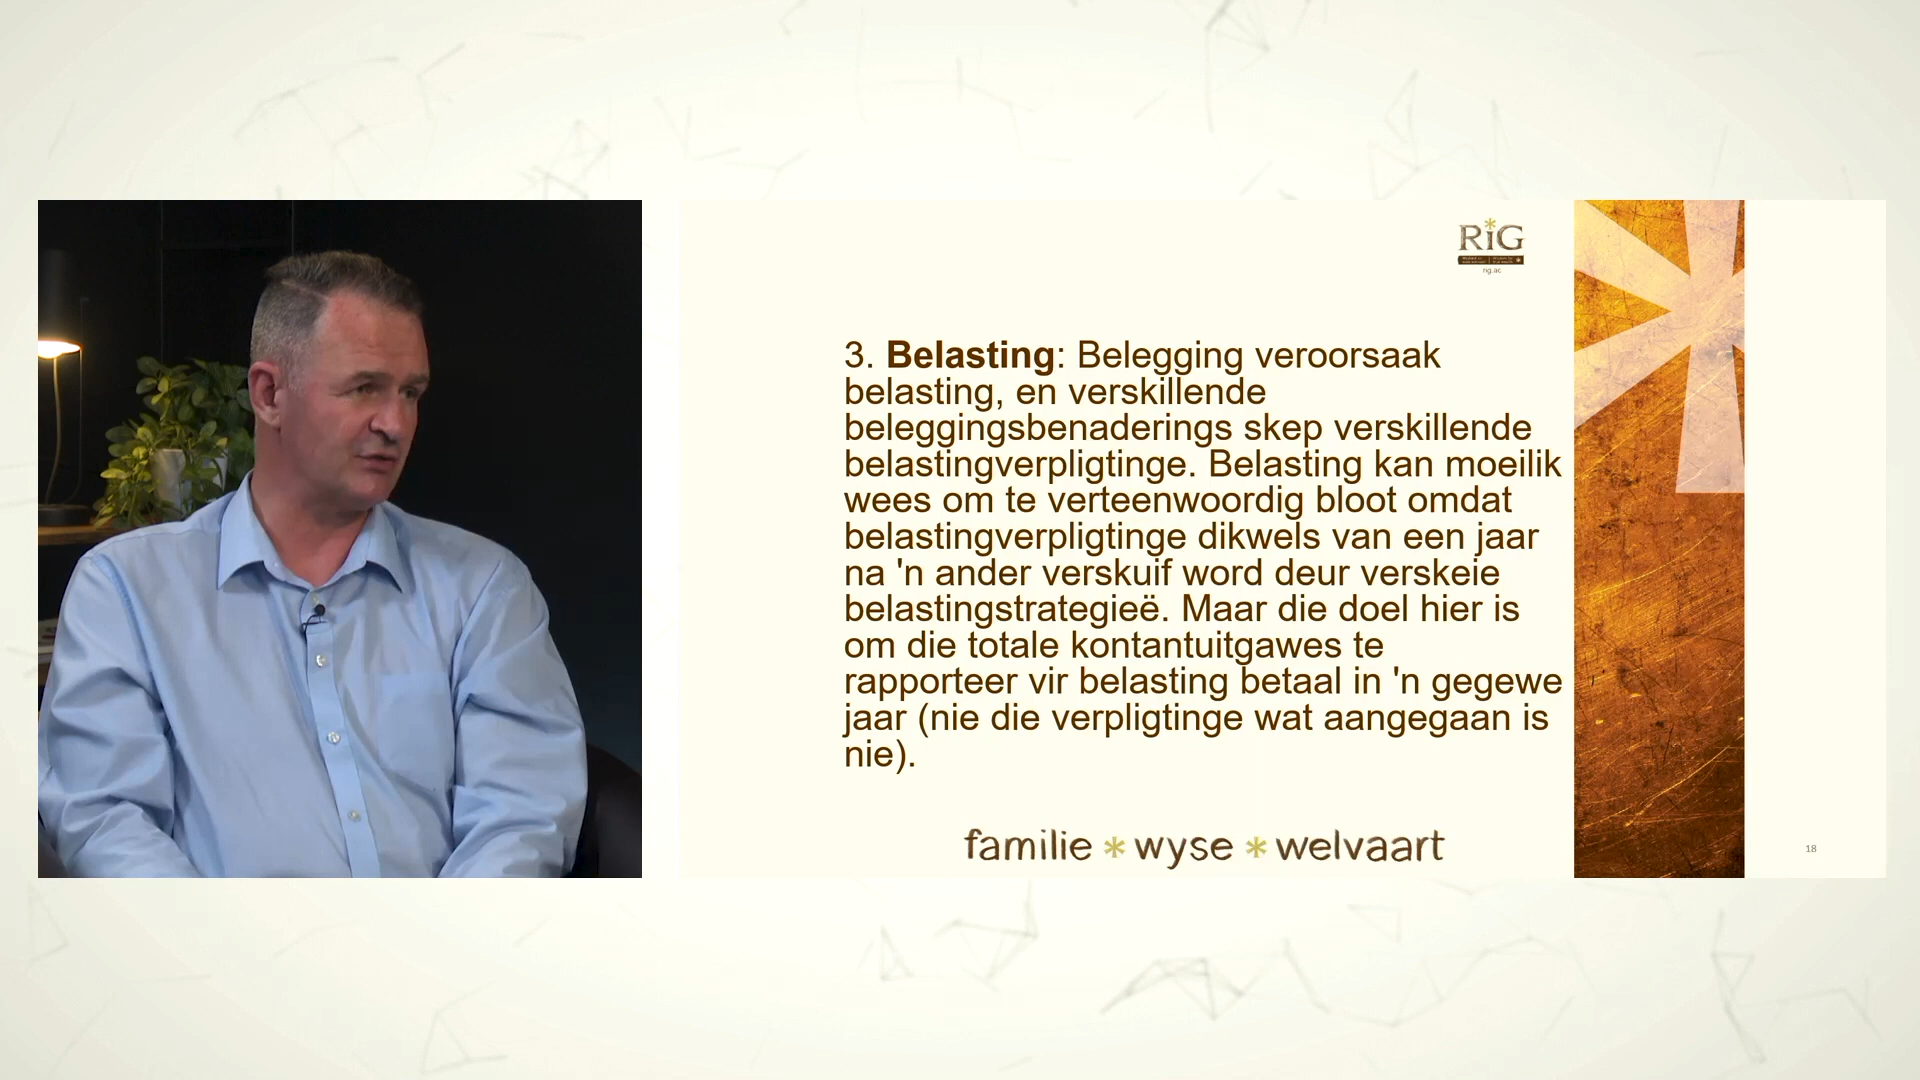 RiG
rig.ac
3. Belasting: Belegging veroorsaak
belasting, en verskillende
beleggingsbenaderings skep verskillende
belastingverpligtinge. Belasting kan moeilik
wees om te verteenwoordig bloot omdat
belastingverpligtinge dikwels van een jaar
na 'n ander verskuif word deur verskeie
belastingstrategieë. Maar die doel hier is
om die totale kontantuitgawes te
rapporteer vir belasting betaal in 'n gegewe
jaar (nie die verpligtinge wat aangegaan is
nie).
familie * wyse * welvaart
18